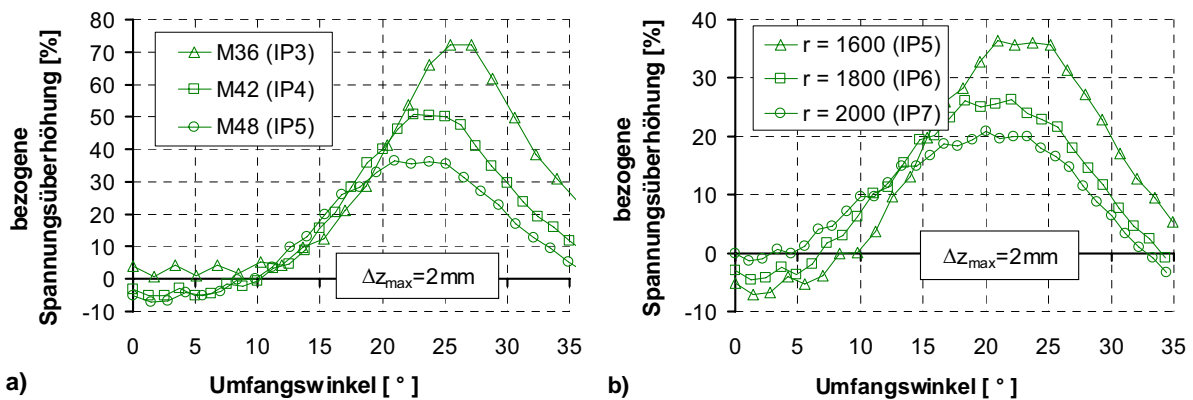 bezogene
Spannungsüberhöhung [%]
80
70
60
50
40
30
20
10
0
-10
M36 (IP3)
M42 (IP4)
M48 (IP5)
Δzmax=2mm
0 5 10 15 20 25 30 35
a) Umfangswinkel [ ° ]
bezogene
Spannungsüberhöhung [%]
40
30
20
10
0
-10
r = 1600 (IP5)
r = 1800 (IP6)
r = 2000 (IP7)
Δzmax=2mm
0 5 10 15 20 25 30 35
b) Umfangswinkel [ ° ]